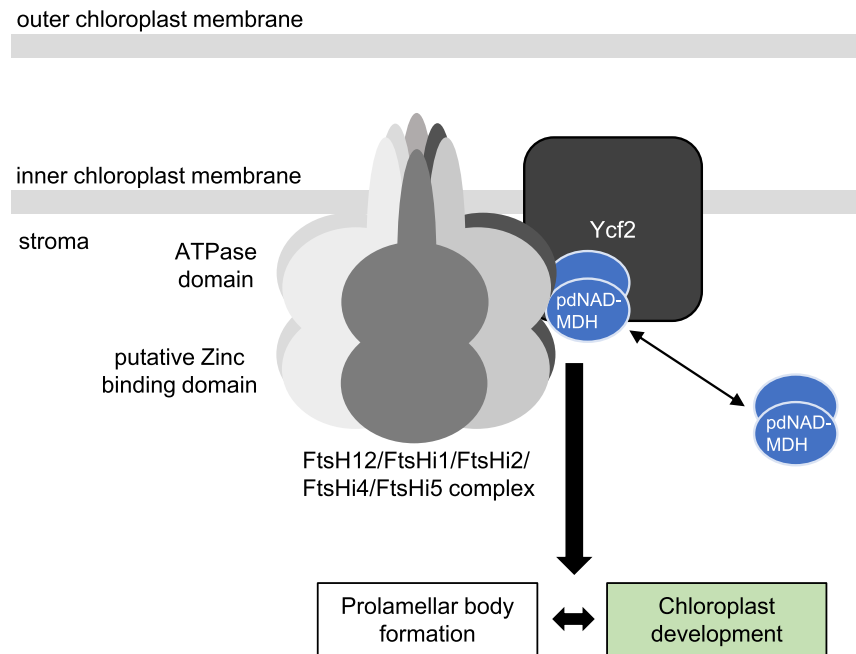 outer chloroplast membrane
inner chloroplast membrane
stroma
ATPase
domain
Ycf2
pdNAD-
MDH
putative Zinc
binding domain
pdNAD-
MDH
FtsH12/FtsHi1/FtsHi2/
FtsHi4/FtsHi5 complex
Prolamellar body
formation
Chloroplast
development